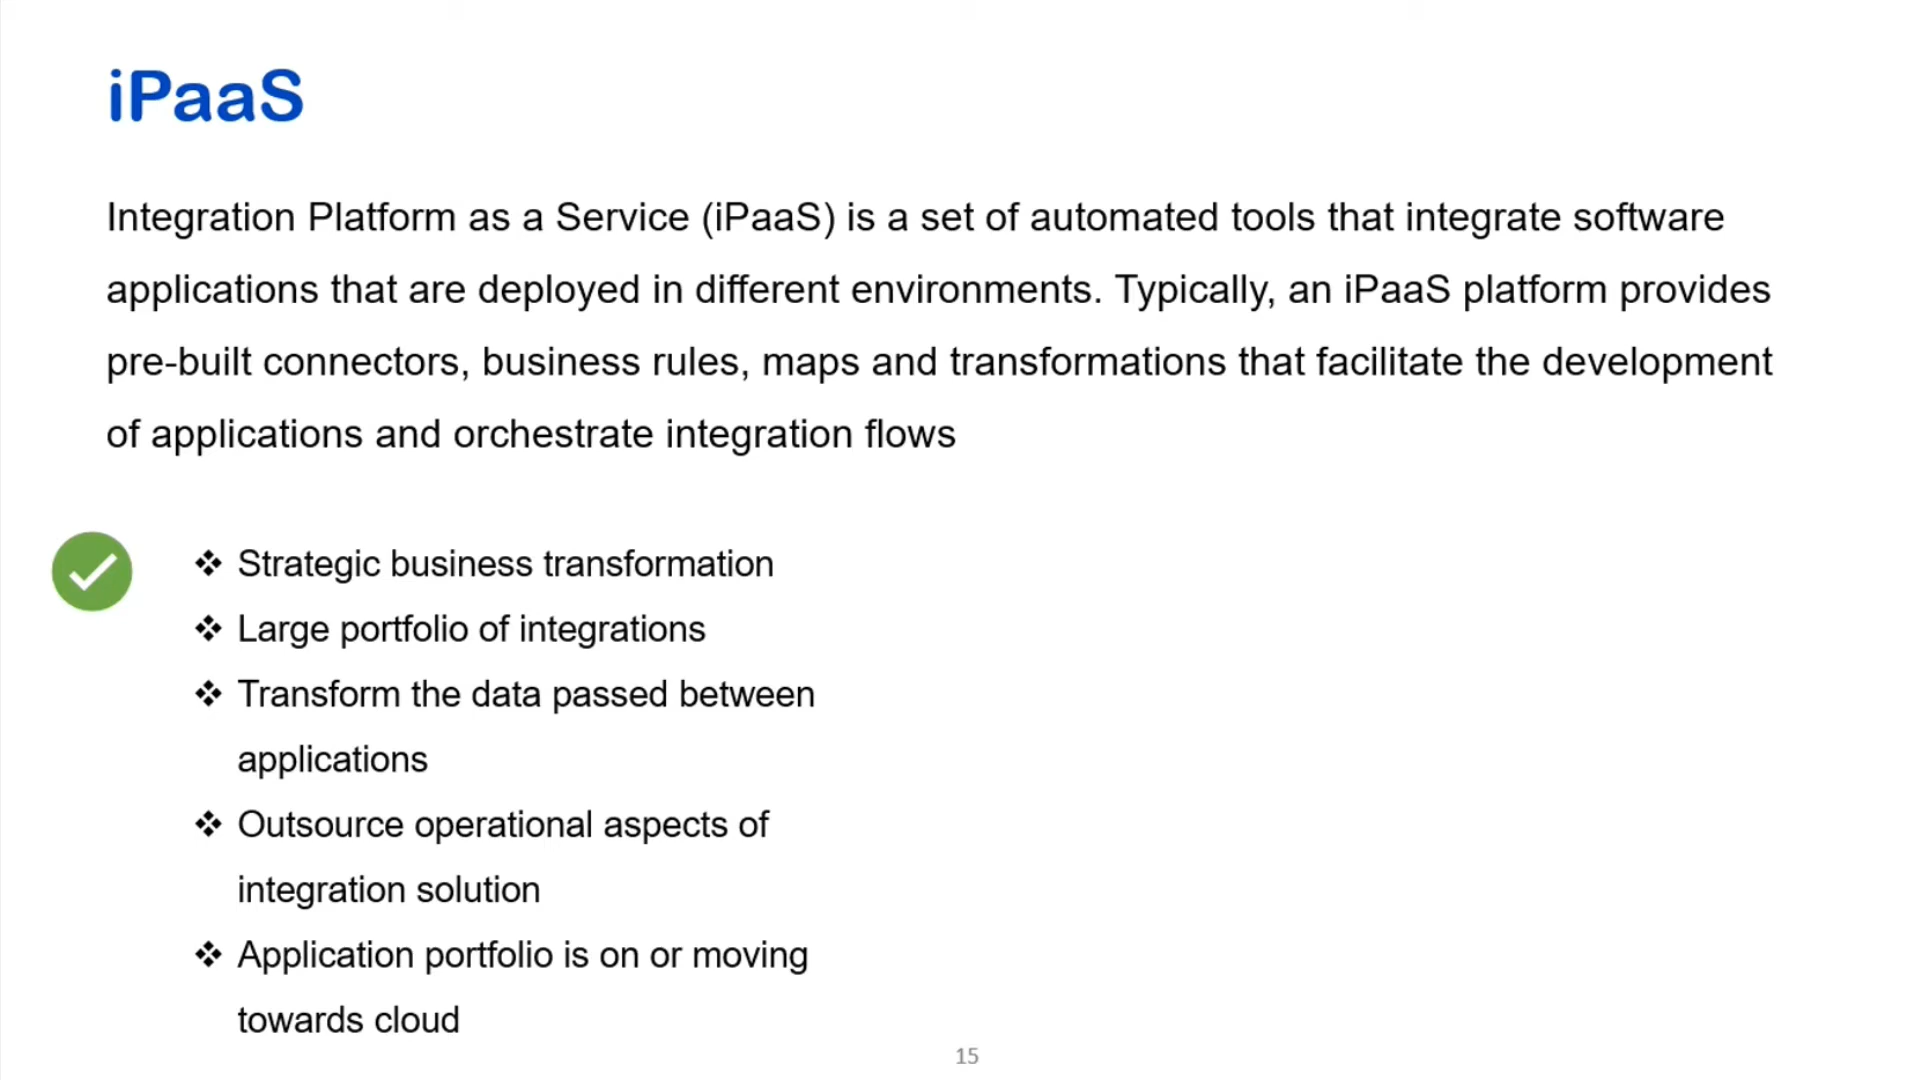 iPaaS
Integration Platform as a Service (iPaaS) is a set of automated tools that integrate software
applications that are deployed in different environments. Typically, an iPaaS platform provides
pre-built connectors, business rules, maps and transformations that facilitate the development
of applications and orchestrate integration flows
❖ Strategic business transformation
❖ Large portfolio of integrations
❖ Transform the data passed between
applications
❖ Outsource operational aspects of
integration solution
❖ Application portfolio is on or moving
towards cloud
15